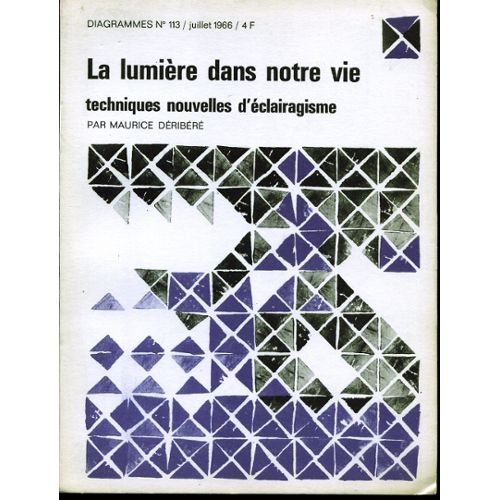 DIAGRAMMES N° 113 / juillet 1966 / 4 F
La lumière dans notre vie
techniques nouvelles d'éclairagisme
PAR MAURICE DÉRIBÉRÉ